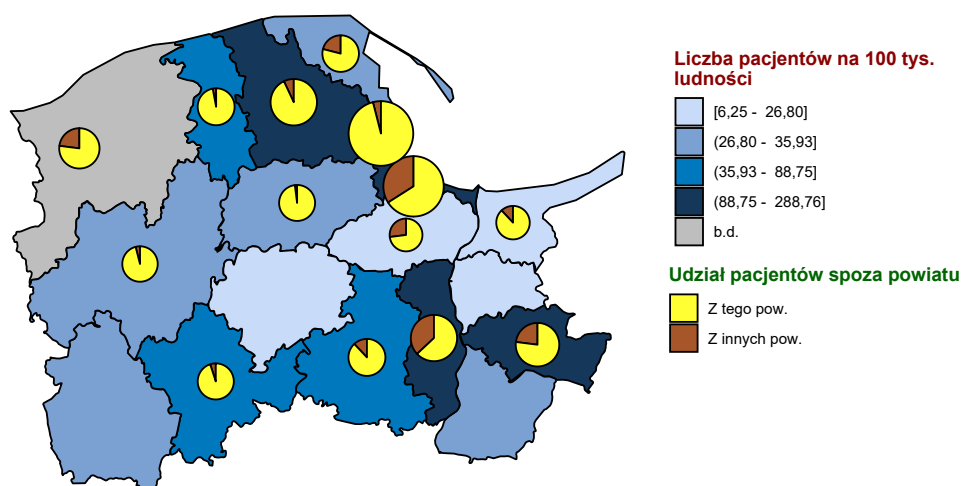 Liczba pacjentów na 100 tys.
ludności
[6,25 - 26,80]
(26,80 - 35,93]
(35,93 - 88,75]
(88,75 - 288,76]
b.d.
Udział pacjentów spoza powiatu
Z tego pow.
Z innych pow.